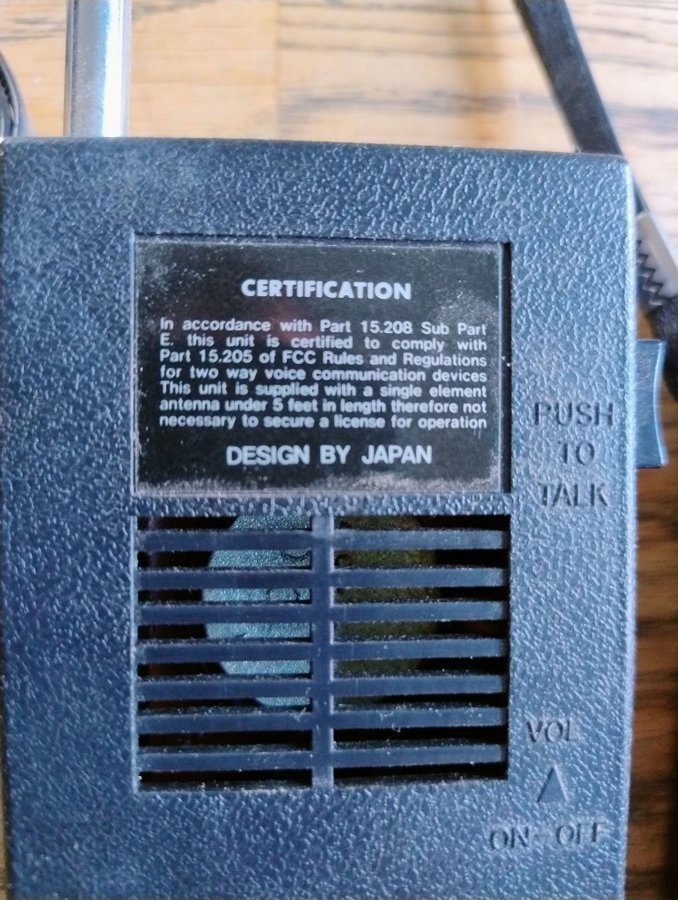 CERTIFICATION
In accordance with Part 15.208 Sub Part
E. this unit is certified to comply with
Part 15.205 of FCC Rules and Regulations
for two way voice communication devices
This unit is supplied with a single element
antenna under 5 feet in length therefore not
necessary to secure a license for operation
DESIGN BY JAPAN
PUSH
TO
TALK
VOL
ON-OFF